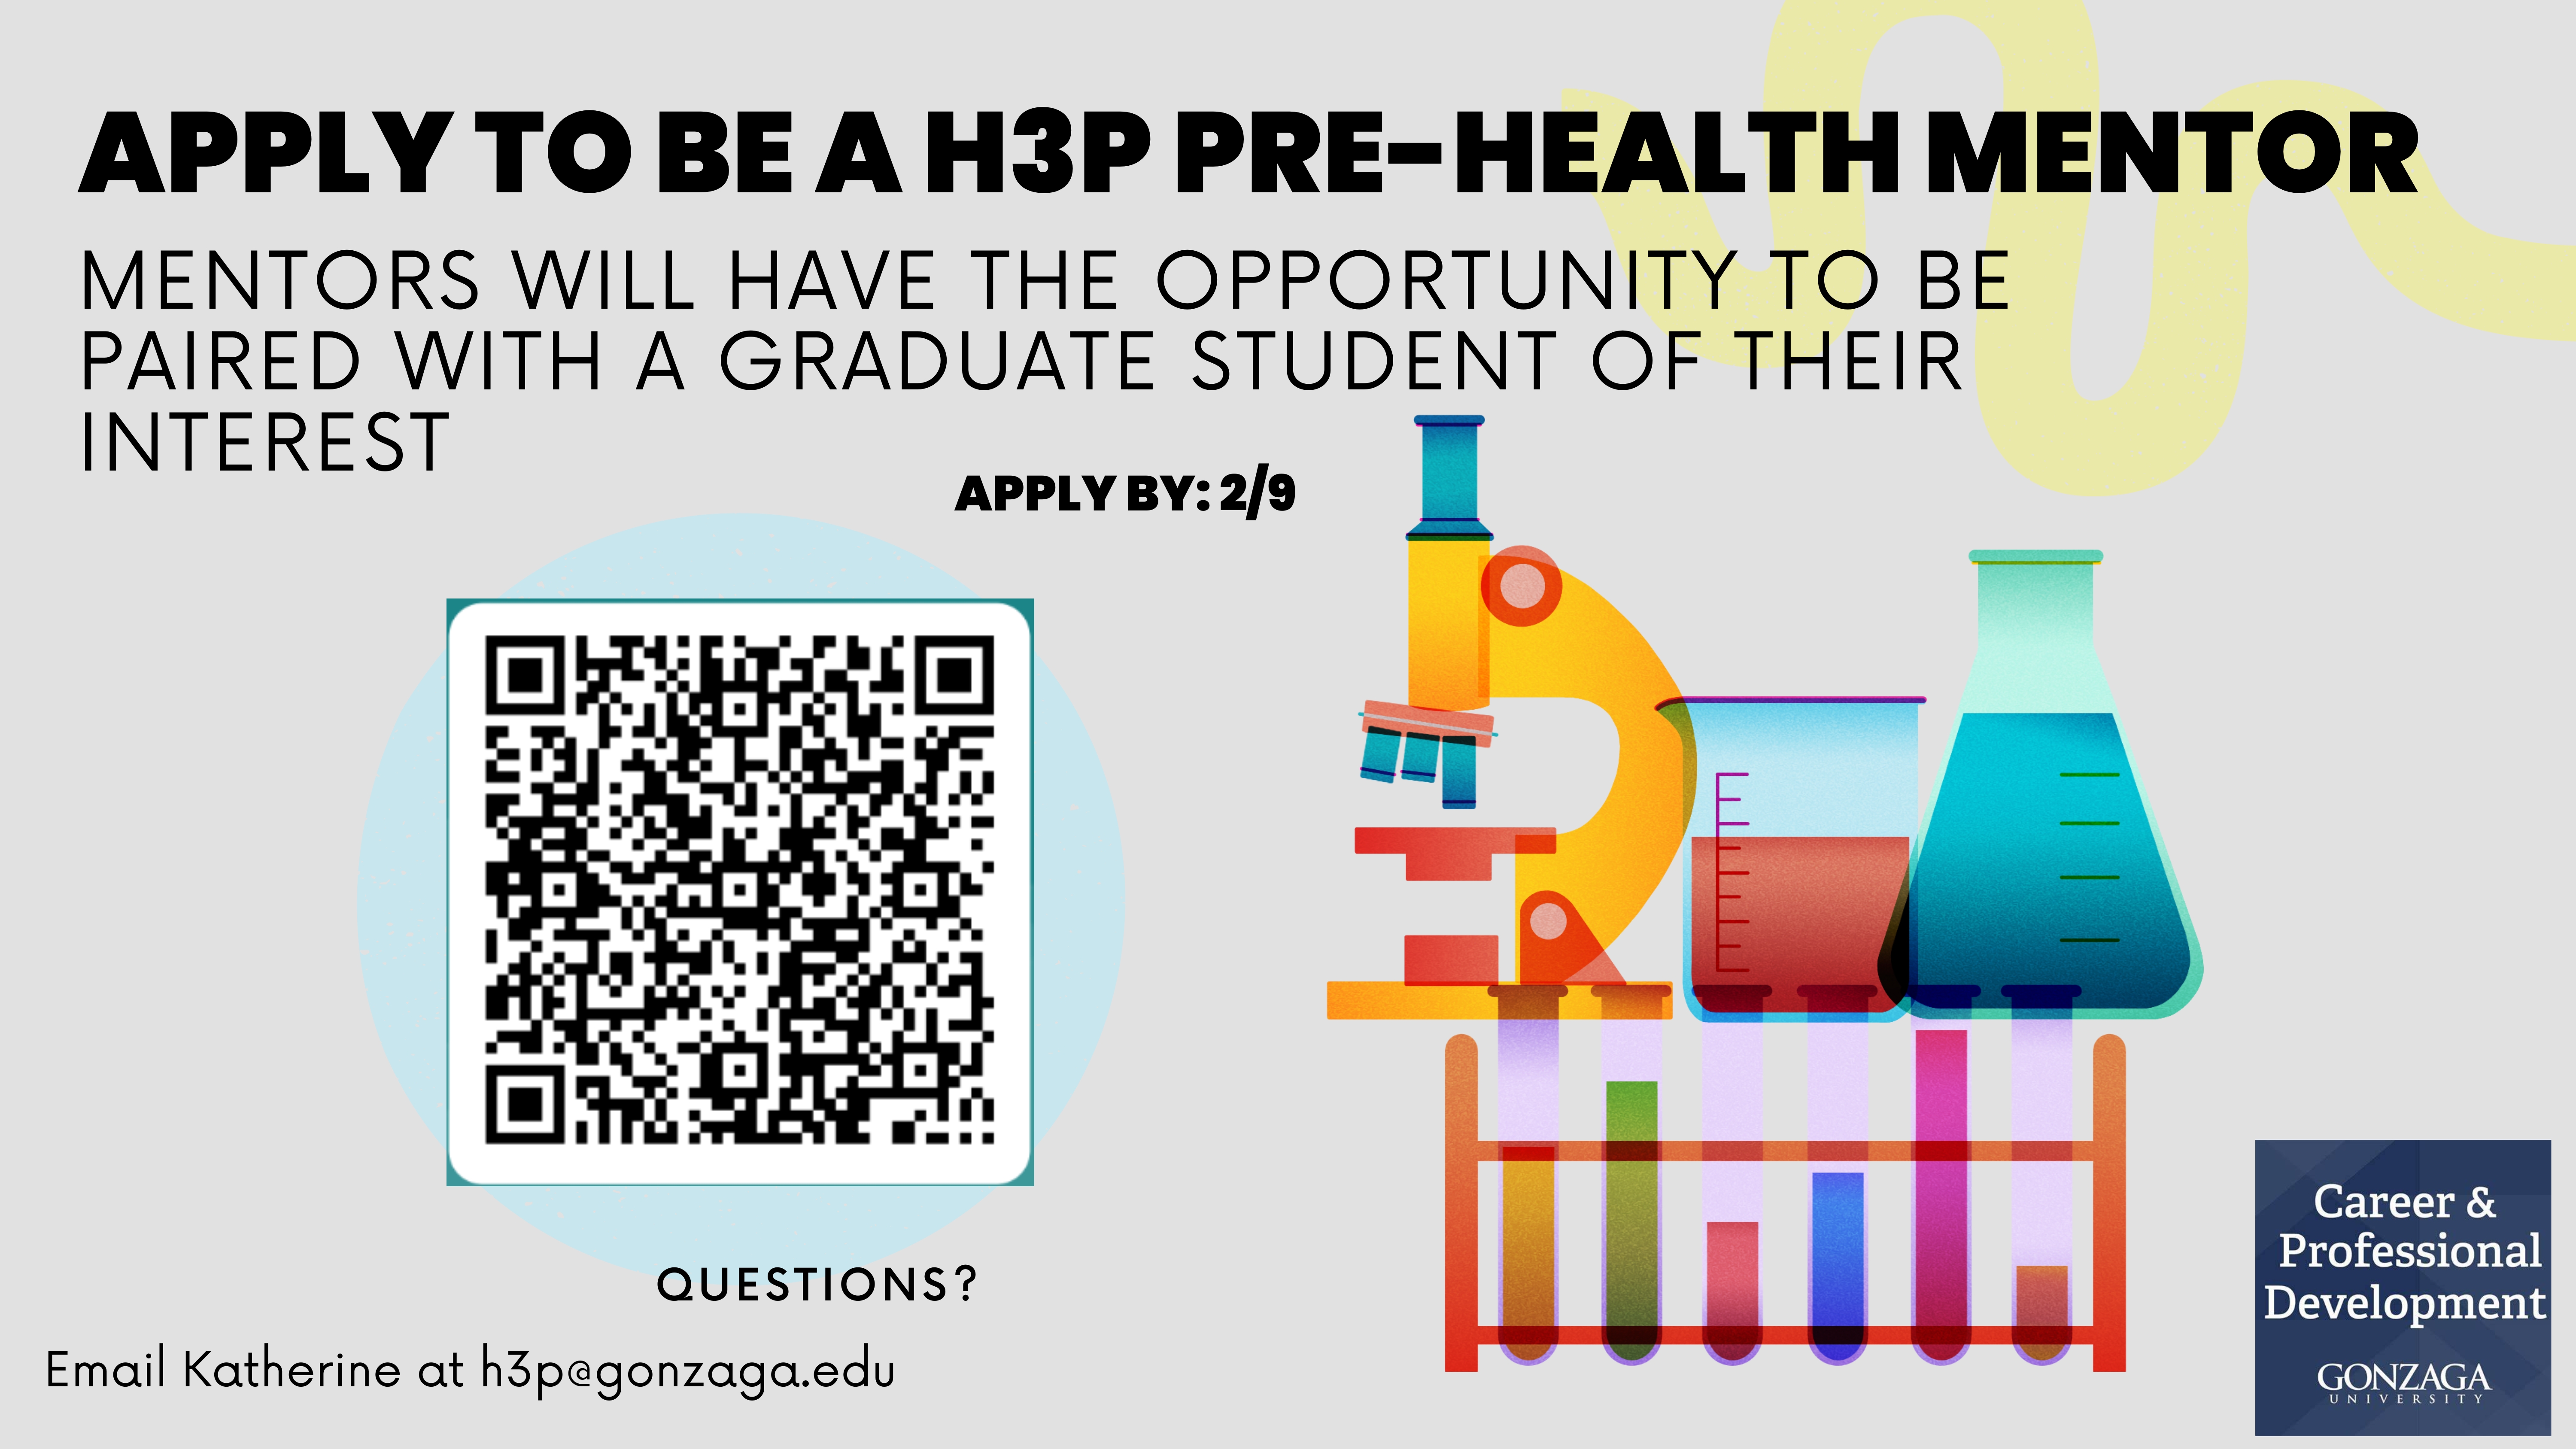 APPLY TO BE A H3P PRE-HEALTH MENTOR
MENTORS WILL HAVE THE OPPORTUNITY TO BE
PAIRED WITH A GRADUATE STUDENT OF THEIR
INTEREST
APPLY BY: 2/9
QUESTIONS?
Email Katherine at h3p@gonzaga.edu
Career &
Professional
Development
GONZAGA
UNIVERSITY